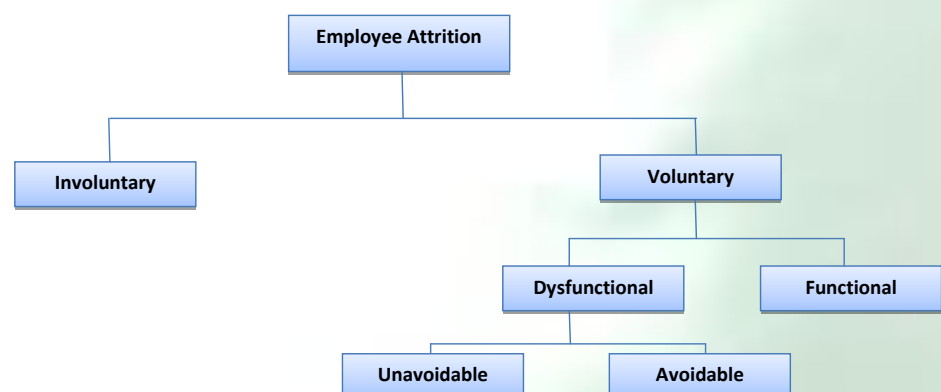 Employee Attrition
Involuntary
Voluntary
Dysfunctional
Functional
Unavoidable
Avoidable